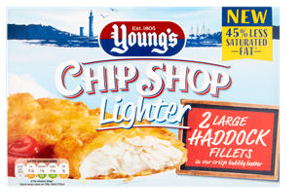 EST. 1805
Young's
CHIP SHOP
Lighter
NEW
45% LESS
SATURATED
FAT
2 LARGE
HADDOCK
FILLETS
in our crisp bubbly batter